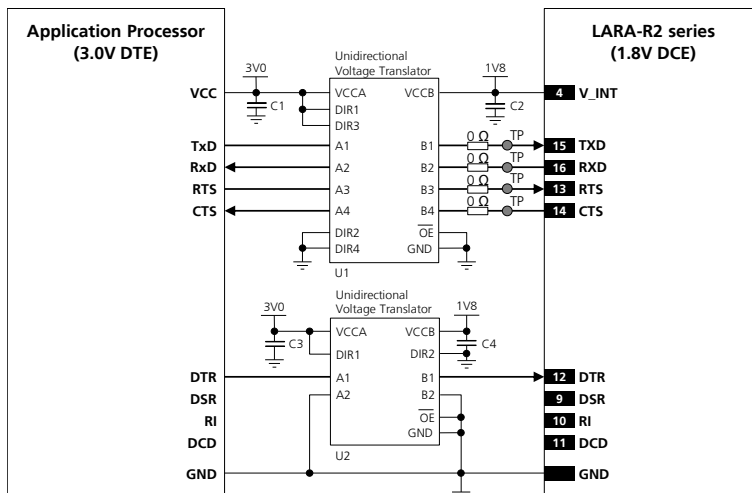 Application Processor
(3.0V DTE)
LARA-R2 series
(1.8V DCE)
Unidirectional
Voltage Translator
3V0
1V8
VCC
C1
VCCA
VCCB
C2
4
V_INT
DIR1
DIR3
TxD
A1
B1
0 Ω
TP
15
TXD
RxD
A2
B2
0 Ω
TP
16
RXD
RTS
A3
B3
0 Ω
TP
13
RTS
CTS
A4
B4
0 Ω
TP
14
CTS
DIR2
OE
DIR4
GND
U1
Unidirectional
Voltage Translator
3V0
1V8
C3
VCCA
VCCB
C4
DIR1
DIR2
DTR
A1
B1
12
DTR
DSR
A2
B2
9
DSR
RI
OE
10
RI
GND
DCD
11
DCD
U2
GND
GND